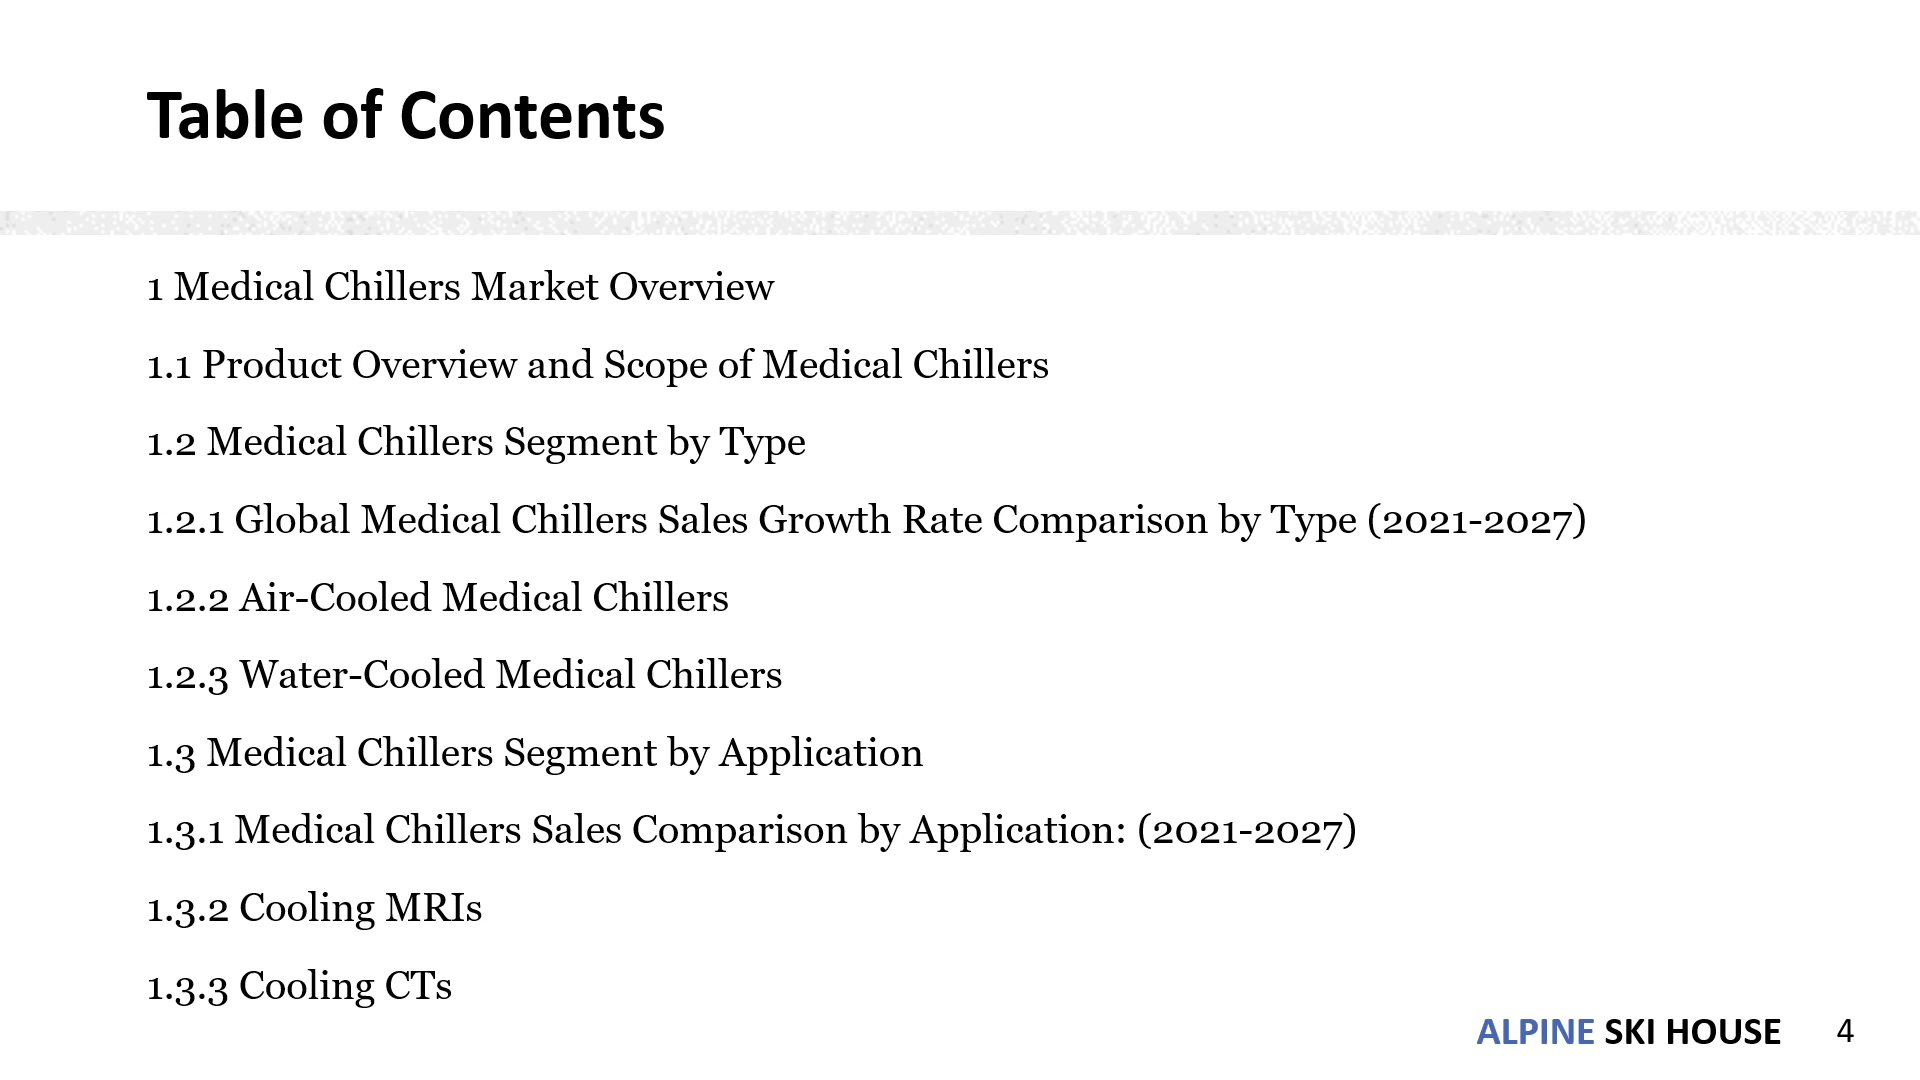 Table of Contents
1 Medical Chillers Market Overview
1.1 Product Overview and Scope of Medical Chillers
1.2 Medical Chillers Segment by Type
1.2.1 Global Medical Chillers Sales Growth Rate Comparison by Type (2021-2027)
1.2.2 Air-Cooled Medical Chillers
1.2.3 Water-Cooled Medical Chillers
1.3 Medical Chillers Segment by Application
1.3.1 Medical Chillers Sales Comparison by Application: (2021-2027)
1.3.2 Cooling MRIs
1.3.3 Cooling CTs
ALPINE SKI HOUSE 4